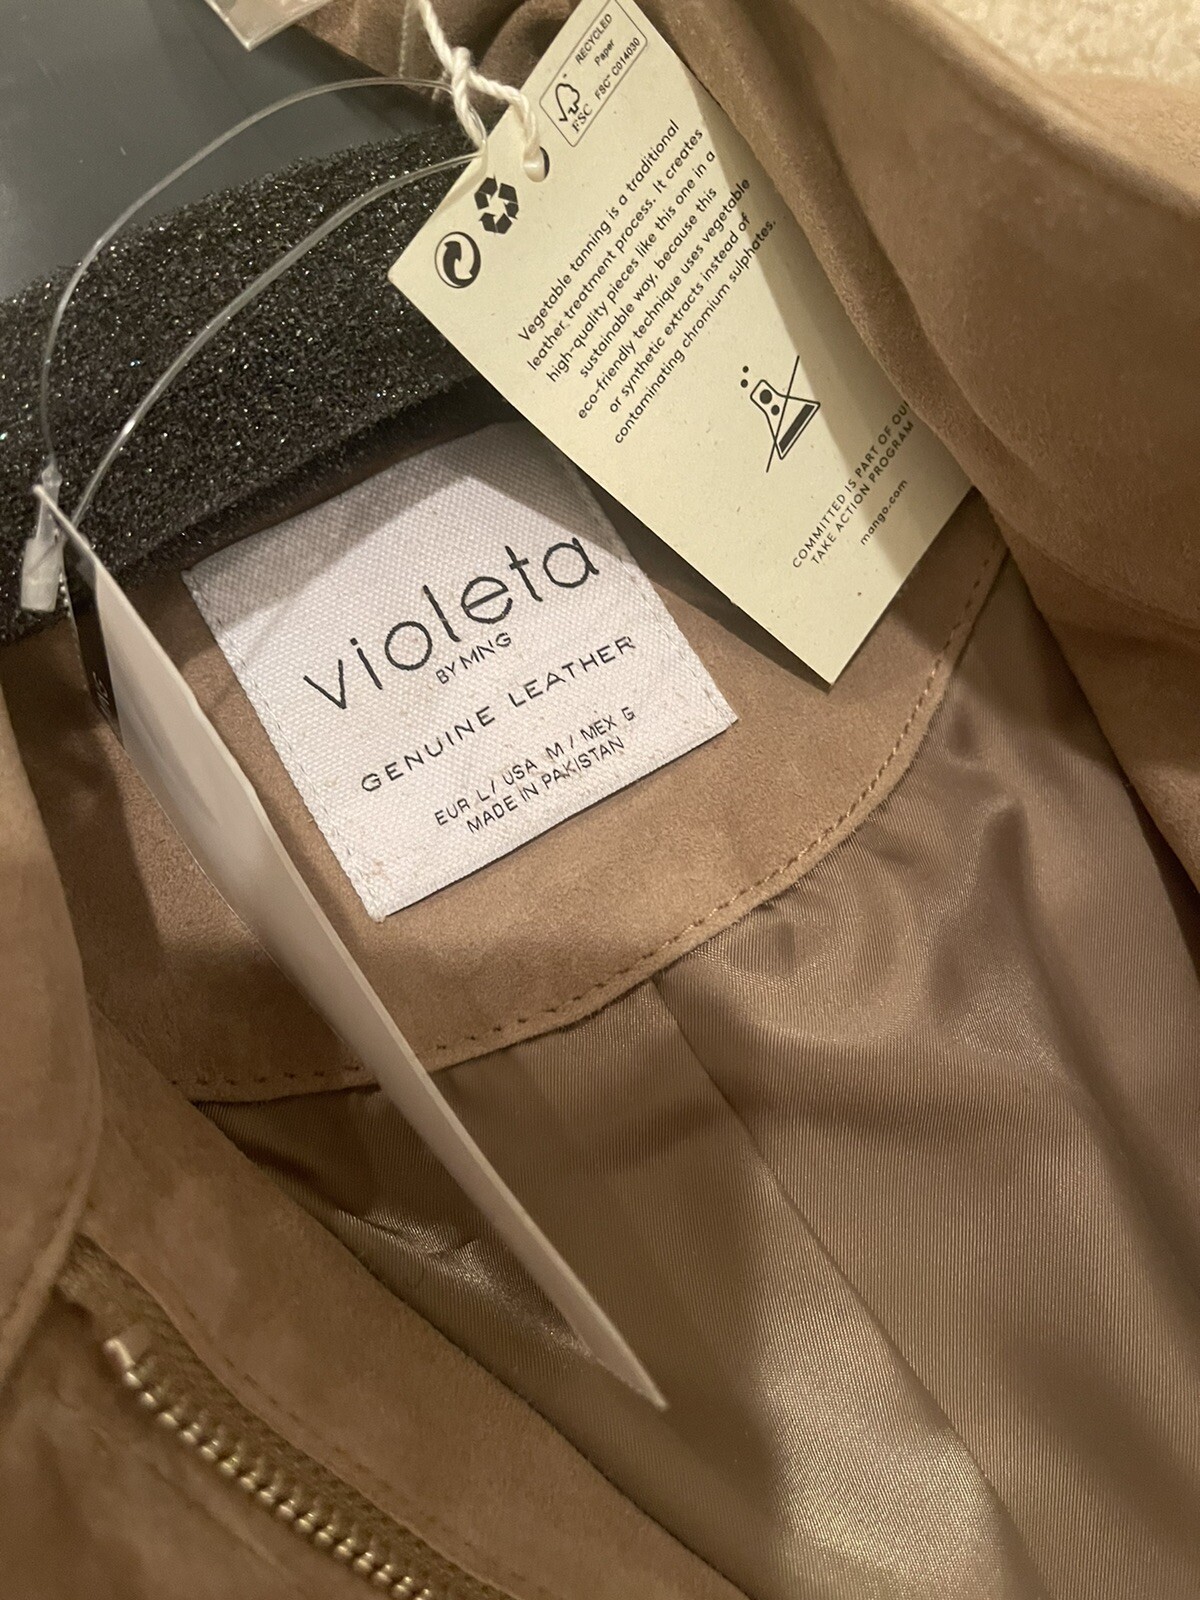 RECYCLED
Paper
FSC™ C014030
FSC
Vegetable tanning is a traditional
leather treatment process. It creates
high-quality pieces like this one in a
sustainable way, because this
eco-friendly technique uses vegetable
or synthetic extracts instead of
contaminating chromium sulphates.
COMMITTED IS PART OF OUR
TAKE ACTION PROGRAM
mango.com
violeta
BY MNG
GENUINE LEATHER
EUR L/ USA M / MEX G
MADE IN PAKISTAN